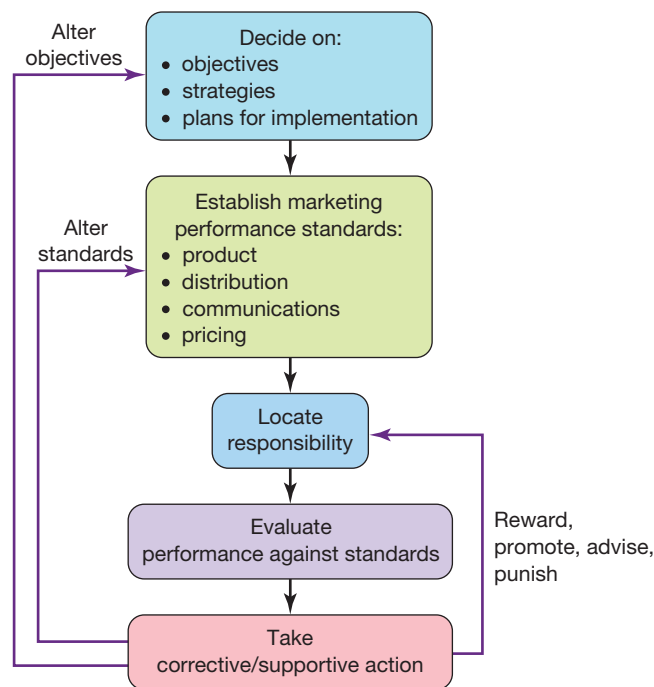 Alter
objectives
Decide on:
• objectives
• strategies
• plans for implementation
Alter
standards
Establish marketing
performance standards:
• product
• distribution
• communications
• pricing
Locate
responsibility
Evaluate
performance against standards
Reward,
promote, advise,
punish
Take
corrective/supportive action